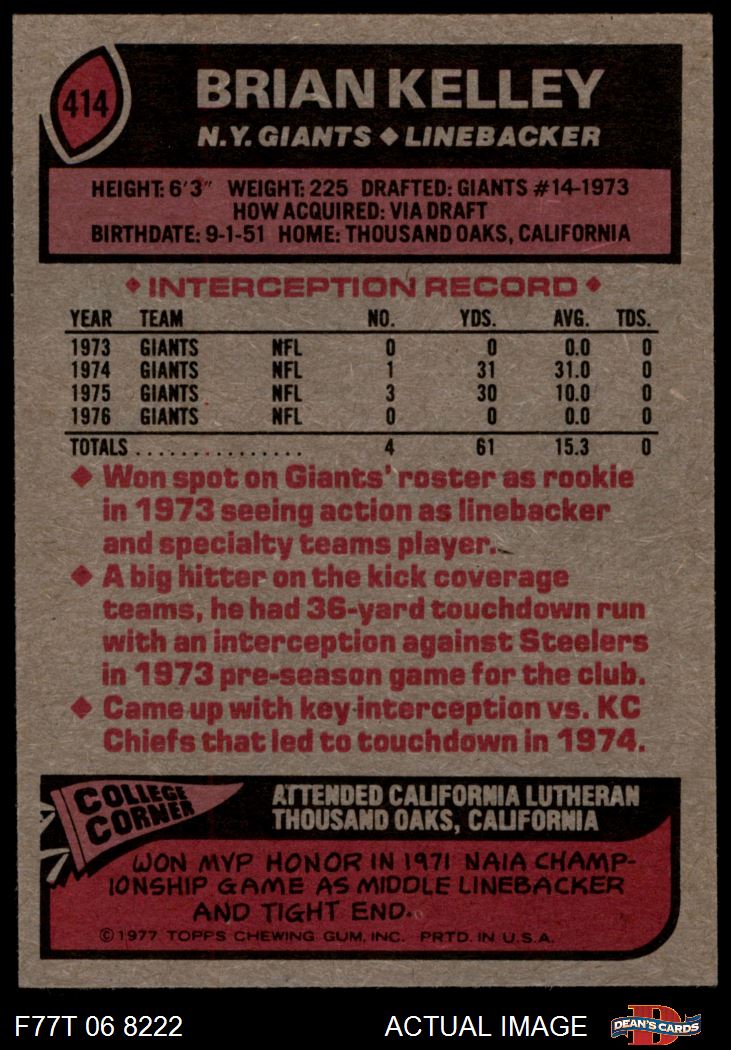 414
BRIAN KELLEY
N.Y. GIANTS ◆ LINEBACKER
HEIGHT: 6'3" WEIGHT: 225 DRAFTED: GIANTS #14-1973
HOW ACQUIRED: VIA DRAFT
BIRTHDATE: 9-1-51 HOME: THOUSAND OAKS, CALIFORNIA
◆ INTERCEPTION RECORD ◆
YEAR TEAM NO. YDS. AVG. TDS.
1973 GIANTS NFL 0 0 0.0 0
1974 GIANTS NFL 1 31 31.0 0
1975 GIANTS NFL 3 30 10.0 0
1976 GIANTS NFL 0 0 0.0 0
TOTALS............... 4 61 15.3 0
◆ Won spot on Giants' roster as rookie
in 1973 seeing action as linebacker
and specialty teams player.
◆ A big hitter on the kick coverage
teams, he had 36-yard touchdown run
with an interception against Steelers
in 1973 pre-season game for the club.
◆ Came up with key interception vs. KC
Chiefs that led to touchdown in 1974.
COLLEGE
CORNER
ATTENDED CALIFORNIA LUTHERAN
THOUSAND OAKS, CALIFORNIA
WON MVP HONOR IN 1971 NAIA CHAMP-
IONSHIP GAME AS MIDDLE LINEBACKER
AND TIGHT END.
©1977 TOPPS CHEWING GUM, INC. PRTD. IN U.S.A.
F77T 06 8222 ACTUAL IMAGE
D
DEAN'S CARDS